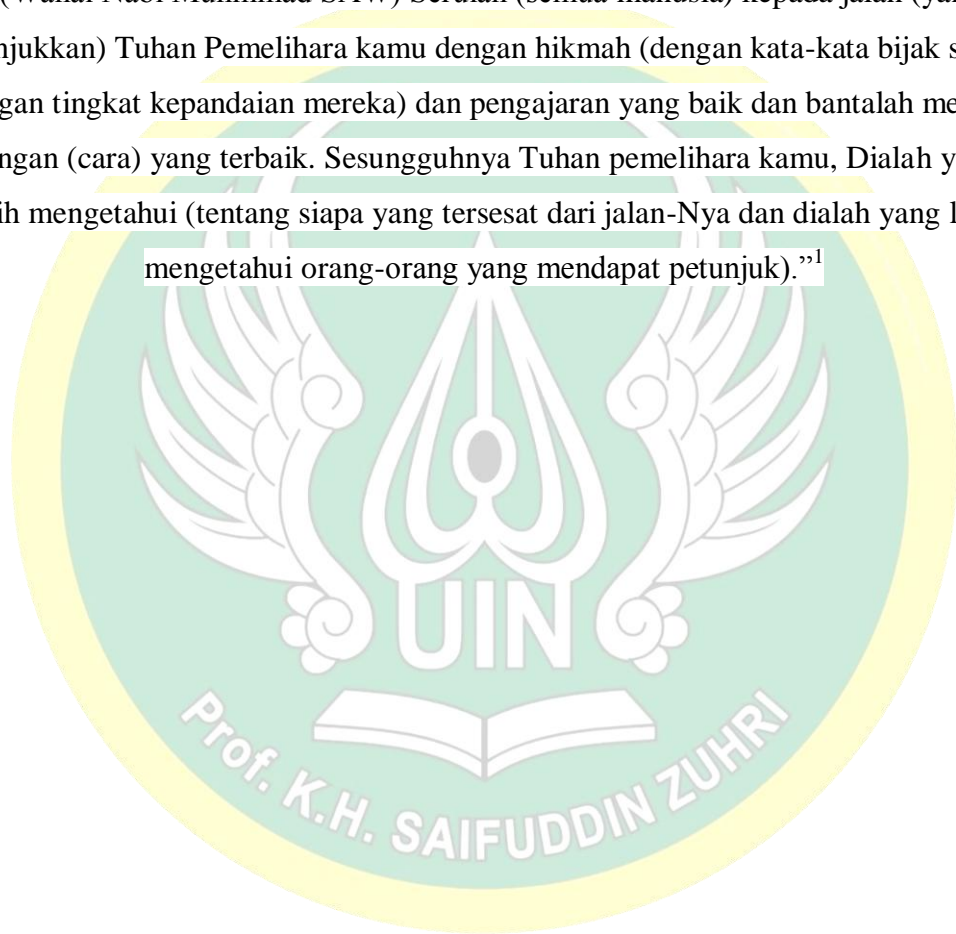 Nabi Muhammad SAW) Serulah (semua manusia) kepada jalan
njukkan) Tuhan Pemelihara kamu dengan hikmah (dengan kata-kata bijak s
gan tingkat kepandaian mereka) dan pengajaran yang baik dan bantalah me
ngan (cara) yang terbaik. Sesungguhnya Tuhan pemelihara kamu, Dialah y
ih mengetahui (tentang siapa yang tersesat dari jalan-Nya dan dialah yang l
mengetahui orang-orang yang mendapat petunjuk).”1
UIN
Prof. K.H. SAIFUDDIN ZUHRI